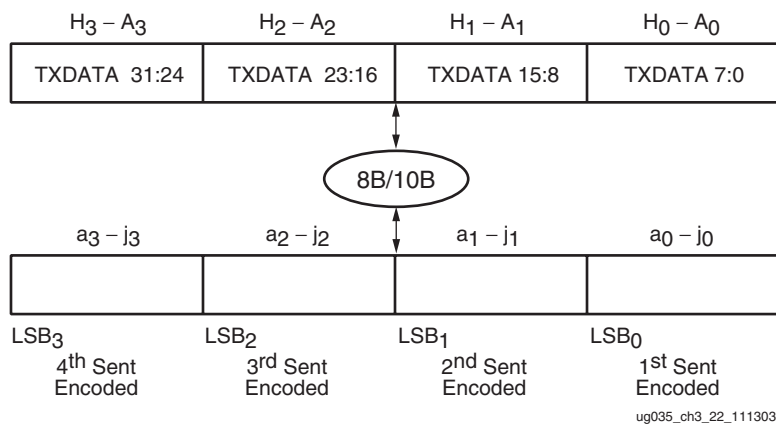 H3 – A3 H2 – A2 H1 – A1 H0 – A0
TXDATA 31:24 TXDATA 23:16 TXDATA 15:8 TXDATA 7:0
8B/10B
a3 – j3 a2 – j2 a1 – j1 a0 – j0
LSB3 LSB2 LSB1 LSB0
4th Sent 3rd Sent 2nd Sent 1st Sent
Encoded Encoded Encoded Encoded
ug035_ch3_22_111303